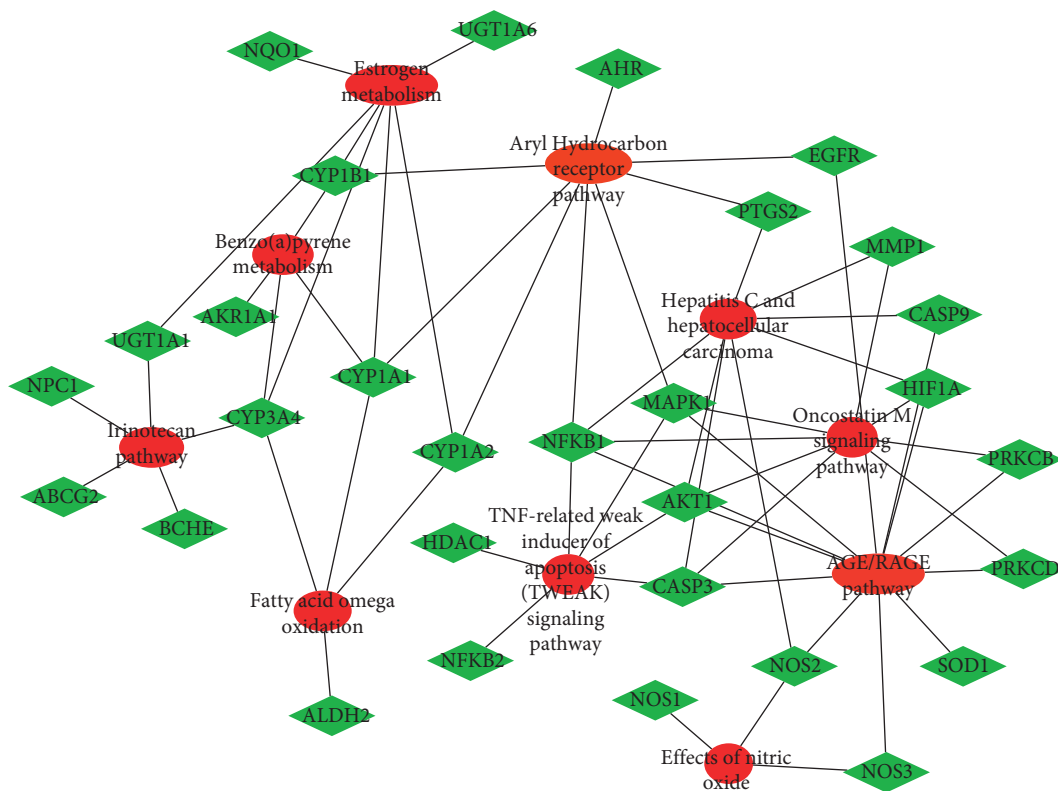 UGT1A6
NQO1
Estrogen
metabolism
AHR
Aryl Hydrocarbon
receptor
pathway
EGFR
CYP1B1
PTGS2
MMP1
Benzo(a)pyrene
metabolism
Hepatitis C and
hepatocellular
carcinoma
AKR1A1
CASP9
UGT1A1
CYP1A1
NPC1
HIF1A
MAPK1
CYP3A4
Oncostatin M
signaling
pathway
Irinotecan
pathway
NFKB1
CYP1A2
PRKCB
ABCG2
AKT1
BCHE
TNF-related weak
inducer of
apoptosis
(TWEAK)
signaling
pathway
HDAC1
AGE/RAGE
pathway
PRKCD
CASP3
Fatty acid omega
oxidation
NFKB2
NOS2
SOD1
NOS1
ALDH2
Effects of nitric
oxide
NOS3